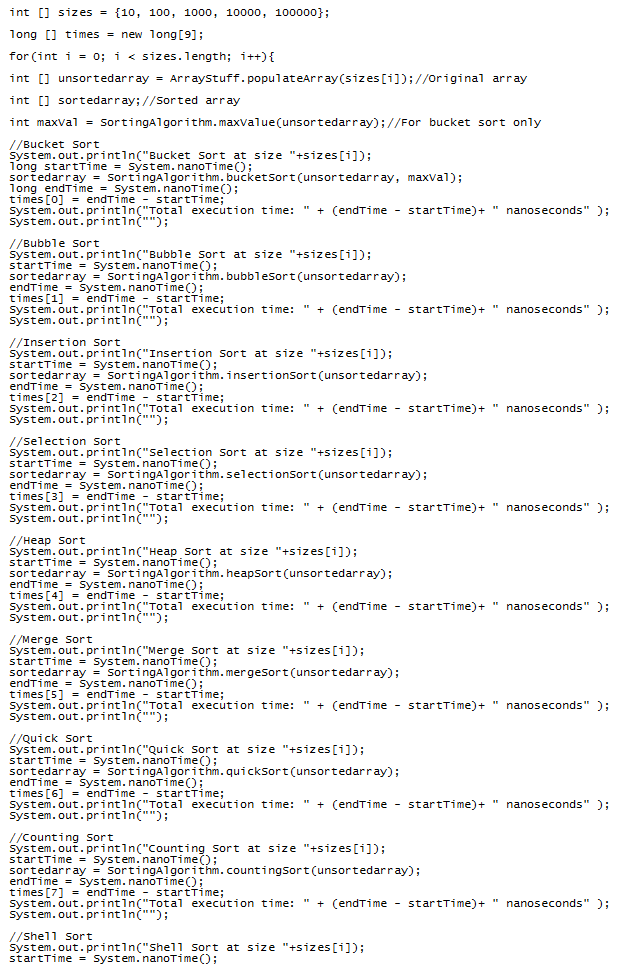 int [] sizes = {10, 100, 1000, 10000, 100000};
long [] times = new long[9];
for(int i = 0; i < sizes.length; i++){
int [] unsortedarray = ArrayStuff.populateArray(sizes[i]);//Original array
int [] sortedarray;//Sorted array
int maxVal = SortingAlgorithm.maxValue(unsortedarray);//For bucket sort only
//Bucket Sort
System.out.println("Bucket Sort at size "+sizes[i]);
long startTime = System.nanoTime();
sortedarray = SortingAlgorithm.bucketSort(unsortedarray, maxVal);
long endTime = System.nanoTime();
times[0] = endTime - startTime;
System.out.println("Total execution time: " + (endTime - startTime)+ " nanoseconds" );
System.out.println("");
//Bubble Sort
System.out.println("Bubble Sort at size "+sizes[i]);
startTime = System.nanoTime();
sortedarray = SortingAlgorithm.bubbleSort(unsortedarray);
endTime = System.nanoTime();
times[1] = endTime - startTime;
System.out.println("Total execution time: " + (endTime - startTime)+ " nanoseconds" );
System.out.println("");
//Insertion Sort
System.out.println("Insertion Sort at size "+sizes[i]);
startTime = System.nanoTime();
sortedarray = SortingAlgorithm.insertionSort(unsortedarray);
endTime = System.nanoTime();
times[2] = endTime - startTime;
System.out.println("Total execution time: " + (endTime - startTime)+ " nanoseconds" );
System.out.println("");
//Selection Sort
System.out.println("Selection Sort at size "+sizes[i]);
startTime = System.nanoTime();
sortedarray = SortingAlgorithm.selectionSort(unsortedarray);
endTime = System.nanoTime();
times[3] = endTime - startTime;
System.out.println("Total execution time: " + (endTime - startTime)+ " nanoseconds" );
System.out.println("");
//Heap Sort
System.out.println("Heap Sort at size "+sizes[i]);
startTime = System.nanoTime();
sortedarray = SortingAlgorithm.heapSort(unsortedarray);
endTime = System.nanoTime();
times[4] = endTime - startTime;
System.out.println("Total execution time: " + (endTime - startTime)+ " nanoseconds" );
System.out.println("");
//Merge Sort
System.out.println("Merge Sort at size "+sizes[i]);
startTime = System.nanoTime();
sortedarray = SortingAlgorithm.mergeSort(unsortedarray);
endTime = System.nanoTime();
times[5] = endTime - startTime;
System.out.println("Total execution time: " + (endTime - startTime)+ " nanoseconds" );
System.out.println("");
//Quick Sort
System.out.println("Quick Sort at size "+sizes[i]);
startTime = System.nanoTime();
sortedarray = SortingAlgorithm.quickSort(unsortedarray);
endTime = System.nanoTime();
times[6] = endTime - startTime;
System.out.println("Total execution time: " + (endTime - startTime)+ " nanoseconds" );
System.out.println("");
//Counting Sort
System.out.println("Counting Sort at size "+sizes[i]);
startTime = System.nanoTime();
sortedarray = SortingAlgorithm.countingSort(unsortedarray);
endTime = System.nanoTime();
times[7] = endTime - startTime;
System.out.println("Total execution time: " + (endTime - startTime)+ " nanoseconds" );
System.out.println("");
//Shell Sort
System.out.println("Shell Sort at size "+sizes[i]);
startTime = System.nanoTime();